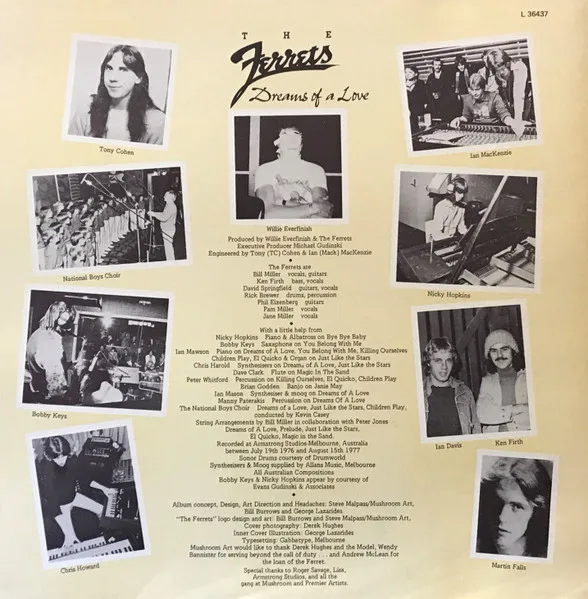 L 36437
THE
Ferrets
Dreams of a Love
Tony Cohen
Ian MacKenzie
Willie Everfinish
National Boys Choir
Nicky Hopkins
Bobby Keys
Ian Davis
Ken Firth
Chris Howard
Martin Falls
Produced by Willie Everfinish & The Ferrets
Executive Producer Michael Gudinski
Engineered by Tony (TC) Cohen & Ian (Mack) MacKenzie
The Ferrets are
Bill Miller vocals, guitars
Ken Firth bass, vocals
David Springfield guitars, vocals
Rick Brewer drums, percussion
Phil Eizenberg guitars
Pam Miller vocals
Jane Miller vocals
With a little help from
Nicky Hopkins Piano & Albatross on Bye Bye Baby
Bobby Keys Saxaphone on You Belong With Me
Ian Mawson Piano on Dreams of A Love, You Belong With Me, Killing Ourselves
Children Play, El Quicko & Organ on Just Like the Stars
Chris Harold Synthesisers on Dreams of A Love, Just Like the Stars
Dave Clark Flute on Magic In The Sand
Peter Whitford Percussion on Killing Ourselves, El Quicko, Children Play
Brian Godden Banjo on Janie May
Ian Mason Synthesiser & moog on Dreams of A Love
Manny Paterakis Percussion on Dreams Of A Love
The National Boys Choir Dreams of a Love, Just Like the Stars, Children Play,
conducted by Kevin Casey
String Arrangements by Bill Miller in collaboration with Peter Jones
Dreams of A Love, Prelude, Just Like the Stars,
El Quicko, Magic in the Sand.
Recorded at Armstrong Studios-Melbourne, Australia
between July 19th 1976 and August 15th 1977
Sonor Drums courtesy of Drumworld
Synthesisers & Moog supplied by Allans Music, Melbourne
All Australian Compositions
Bobby Keys & Nicky Hopkins appear by courtesy of
Evans Gudinski & Associates
Album concept, Design, Art Direction and Headaches; Steve Malpass/Mushroom Art,
Bill Burrows and George Lazarides
"The Ferrets" logo design and art: Bill Burrows and Steve Malpass/Mushroom Art,
Cover photography: Derek Hughes
Inner Cover Illustration: George Lazarides
Typesetting: Gabbatype, Melbourne
Mushroom Art would like to thank Derek Hughes and the Model, Wendy
Bannister for serving beyond the call of duty . . . and Andrew McLean for
the loan of the Ferret.
Special thanks to Roger Savage, Lisa,
Armstrong Studios, and all the
gang at Mushroom and Premier Artists.